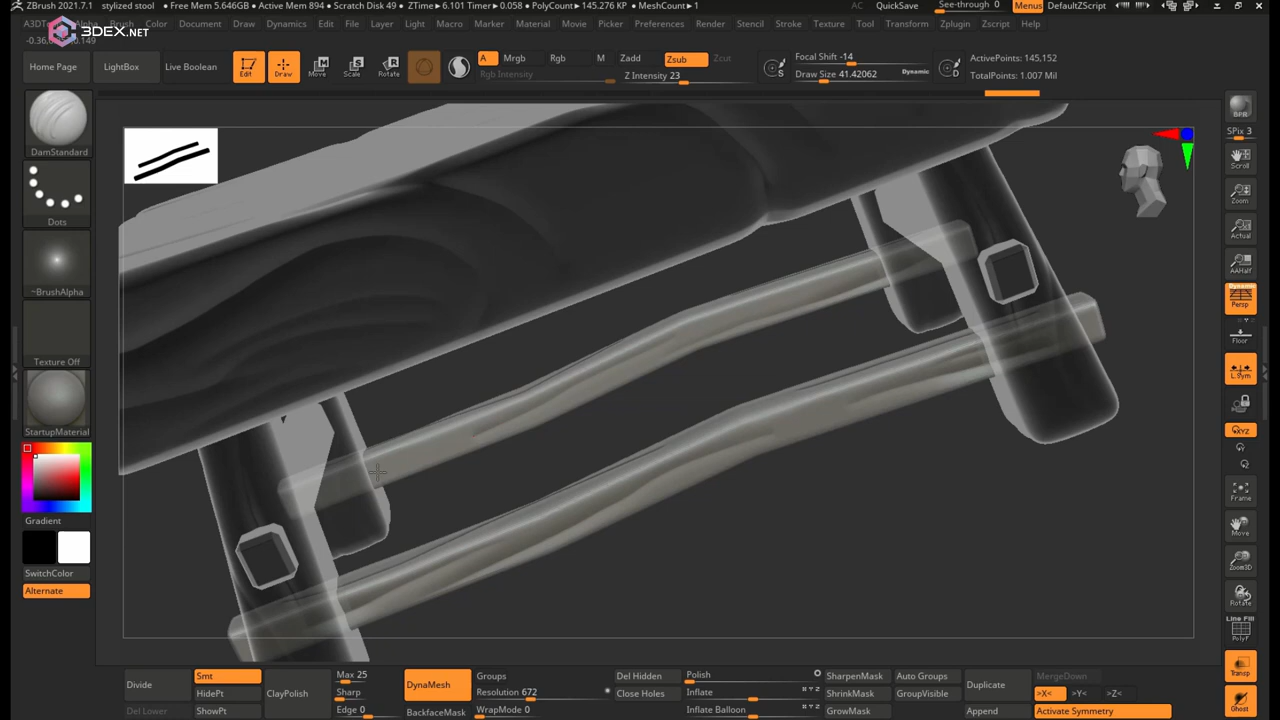 ZBrush 2021.7.1 stylized stool • Free Mem 5.646GB • Active Mem 894 • Scratch Disk 49 • ZTime▸6.101 Timer▸0.058 • PolyCount▸145.276 KP • MeshCount▸1 AC QuickSave See-through 0 Menus DefaultZScript
A3DT Brush Color Document Draw Dynamics Edit File Layer Light Macro Marker Material Movie Picker Preferences Render Stencil Stroke Texture Tool Transform Zplugin Zscript Help
3DEX.NET
Home Page LightBox Live Boolean Edit Draw Move Scale Rotate A Mrgb Rgb M Zadd Zsub Zcut Focal Shift -14 ActivePoints: 145,152
Rgb Intensity Z Intensity 23 Draw Size 41.42062 Dynamic TotalPoints: 1.007 Mil
S
D
DamStandard
Dots
~BrushAlpha
Texture Off
StartupMaterial
Gradient
SwitchColor
Alternate
BPR
SPix 3
Scroll
Zoom
Actual
AAHalf
Dynamic
Persp
Floor
L.Sym
XYZ
Frame
Move
Zoom3D
Rotate
Line Fill
PolyF
Transp
Ghost
Divide Smt Max 25 DynaMesh Groups Del Hidden Polish SharpenMask Auto Groups Duplicate MergeDown
HidePt ClayPolish Sharp Resolution 672 Close Holes Inflate ShrinkMask GroupVisible >X< >Y< >Z<
Del Lower ShowPt Edge 0 BackfaceMask WrapMode 0 Inflate Balloon GrowMask Append Activate Symmetry